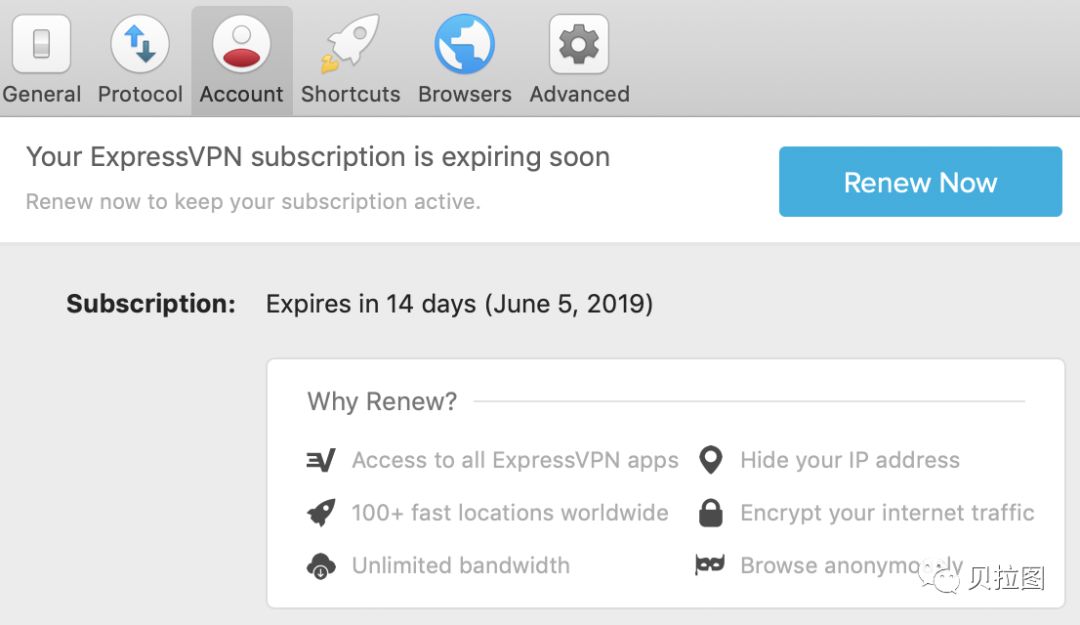 General Protocol Account Shortcuts Browsers Advanced
Your ExpressVPN subscription is expiring soon
Renew now to keep your subscription active.
Renew Now
Subscription: Expires in 14 days (June 5, 2019)
Why Renew?
Access to all ExpressVPN apps
Hide your IP address
100+ fast locations worldwide
Encrypt your internet traffic
Unlimited bandwidth
Browse anonymously
贝拉图